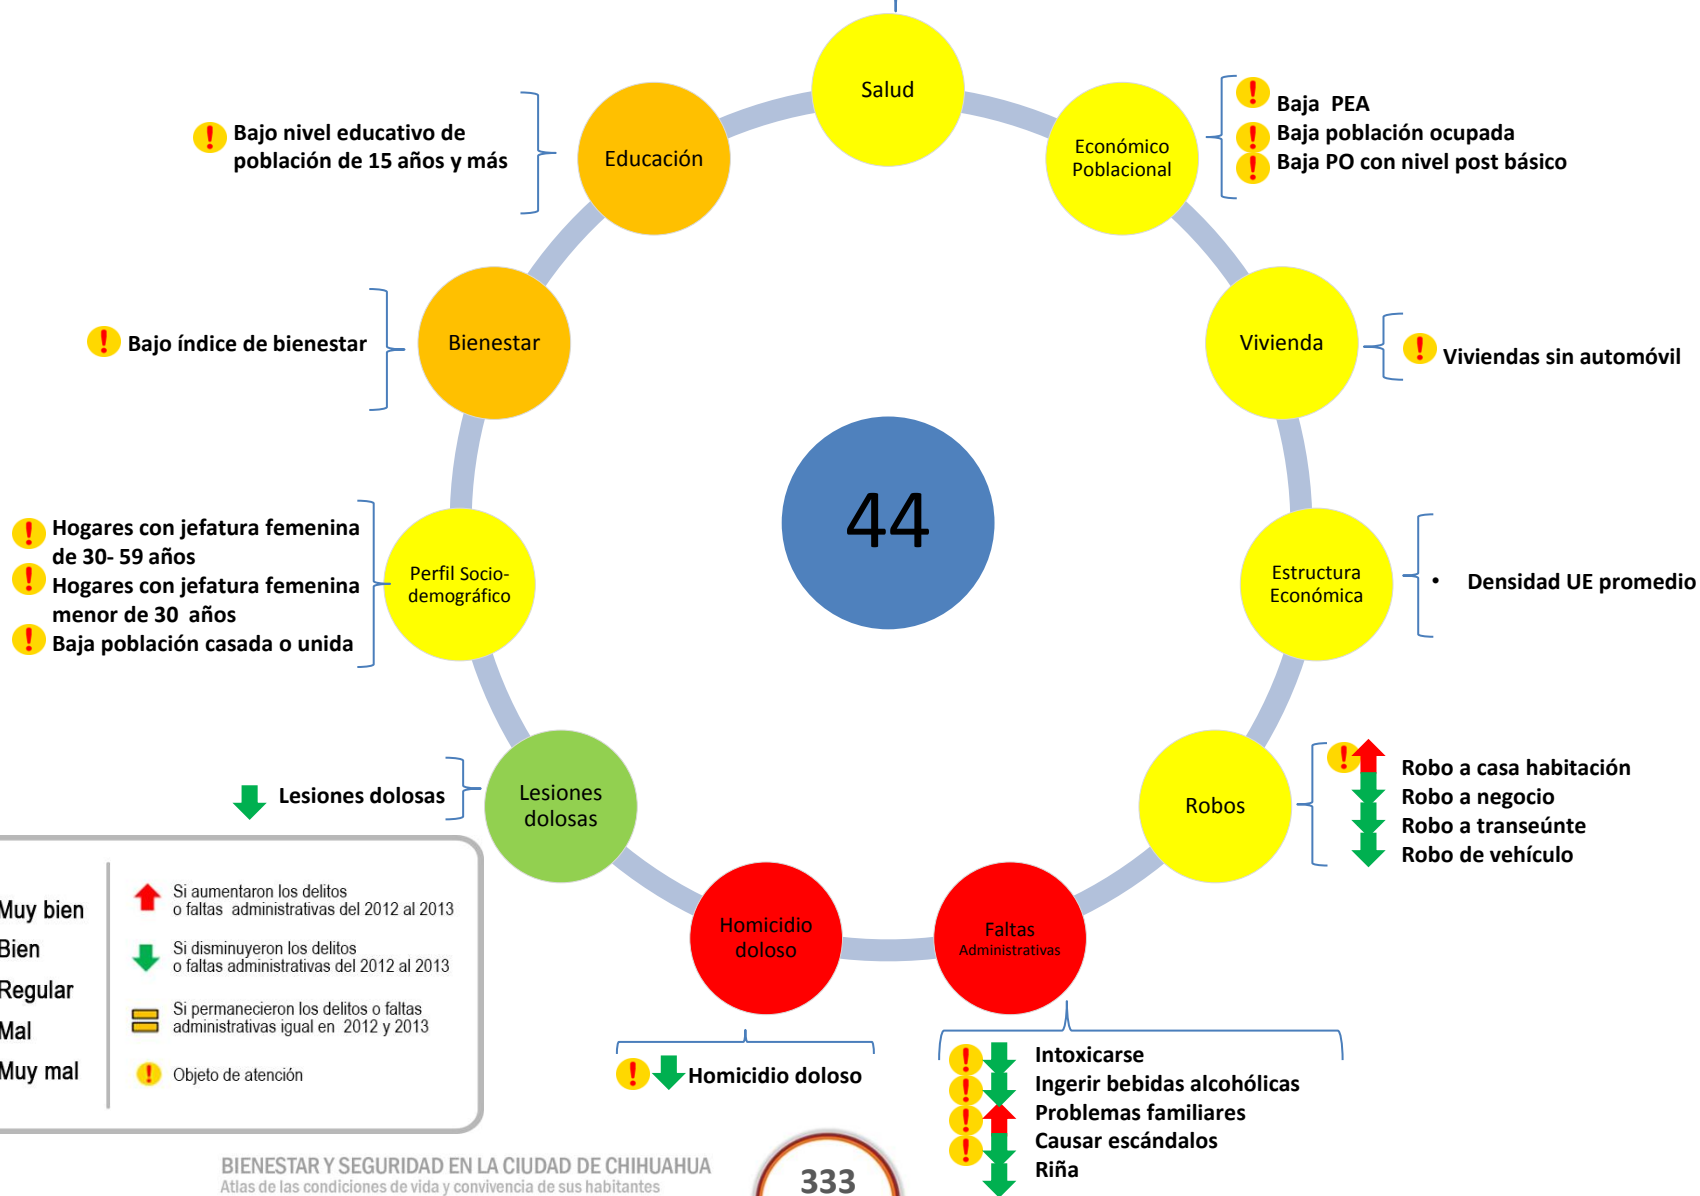 Salud
Económico
Poblacional
Baja PEA
Baja población ocupada
Baja PO con nivel post básico
Bajo nivel educativo de
población de 15 años y más
Educación
Bajo índice de bienestar
Bienestar
Vivienda
Viviendas sin automóvil
44
Hogares con jefatura femenina
de 30- 59 años
Hogares con jefatura femenina
menor de 30 años
Baja población casada o unida
Perfil Socio-
demográfico
Estructura
Económica
• Densidad UE promedio
Lesiones dolosas
Lesiones
dolosas
Robos
Robo a casa habitación
Robo a negocio
Robo a transeúnte
Robo de vehículo
Homicidio
doloso
Faltas
Administrativas
Homicidio doloso
Intoxicarse
Ingerir bebidas alcohólicas
Problemas familiares
Causar escándalos
Riña
Muy bien
Bien
Regular
Mal
Muy mal
Si aumentaron los delitos
o faltas administrativas del 2012 al 2013
Si disminuyeron los delitos
o faltas administrativas del 2012 al 2013
Si permanecieron los delitos o faltas
administrativas igual en 2012 y 2013
Objeto de atención
BIENESTAR Y SEGURIDAD EN LA CIUDAD DE CHIHUAHUA
Atlas de las condiciones de vida y convivencia de sus habitantes
333